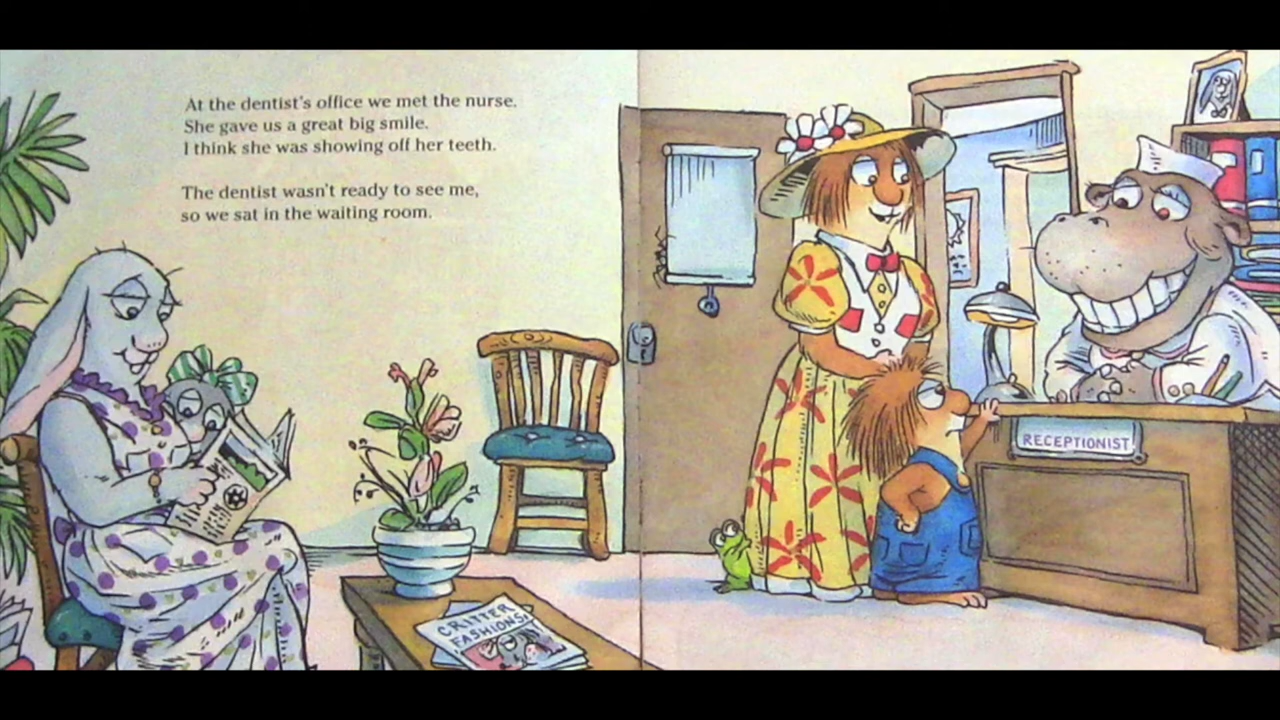 At the dentist's office we met the nurse.
She gave us a great big smile.
I think she was showing off her teeth.
The dentist wasn't ready to see me,
so we sat in the waiting room.
RECEPTIONIST
CRITTER
FASHIONS